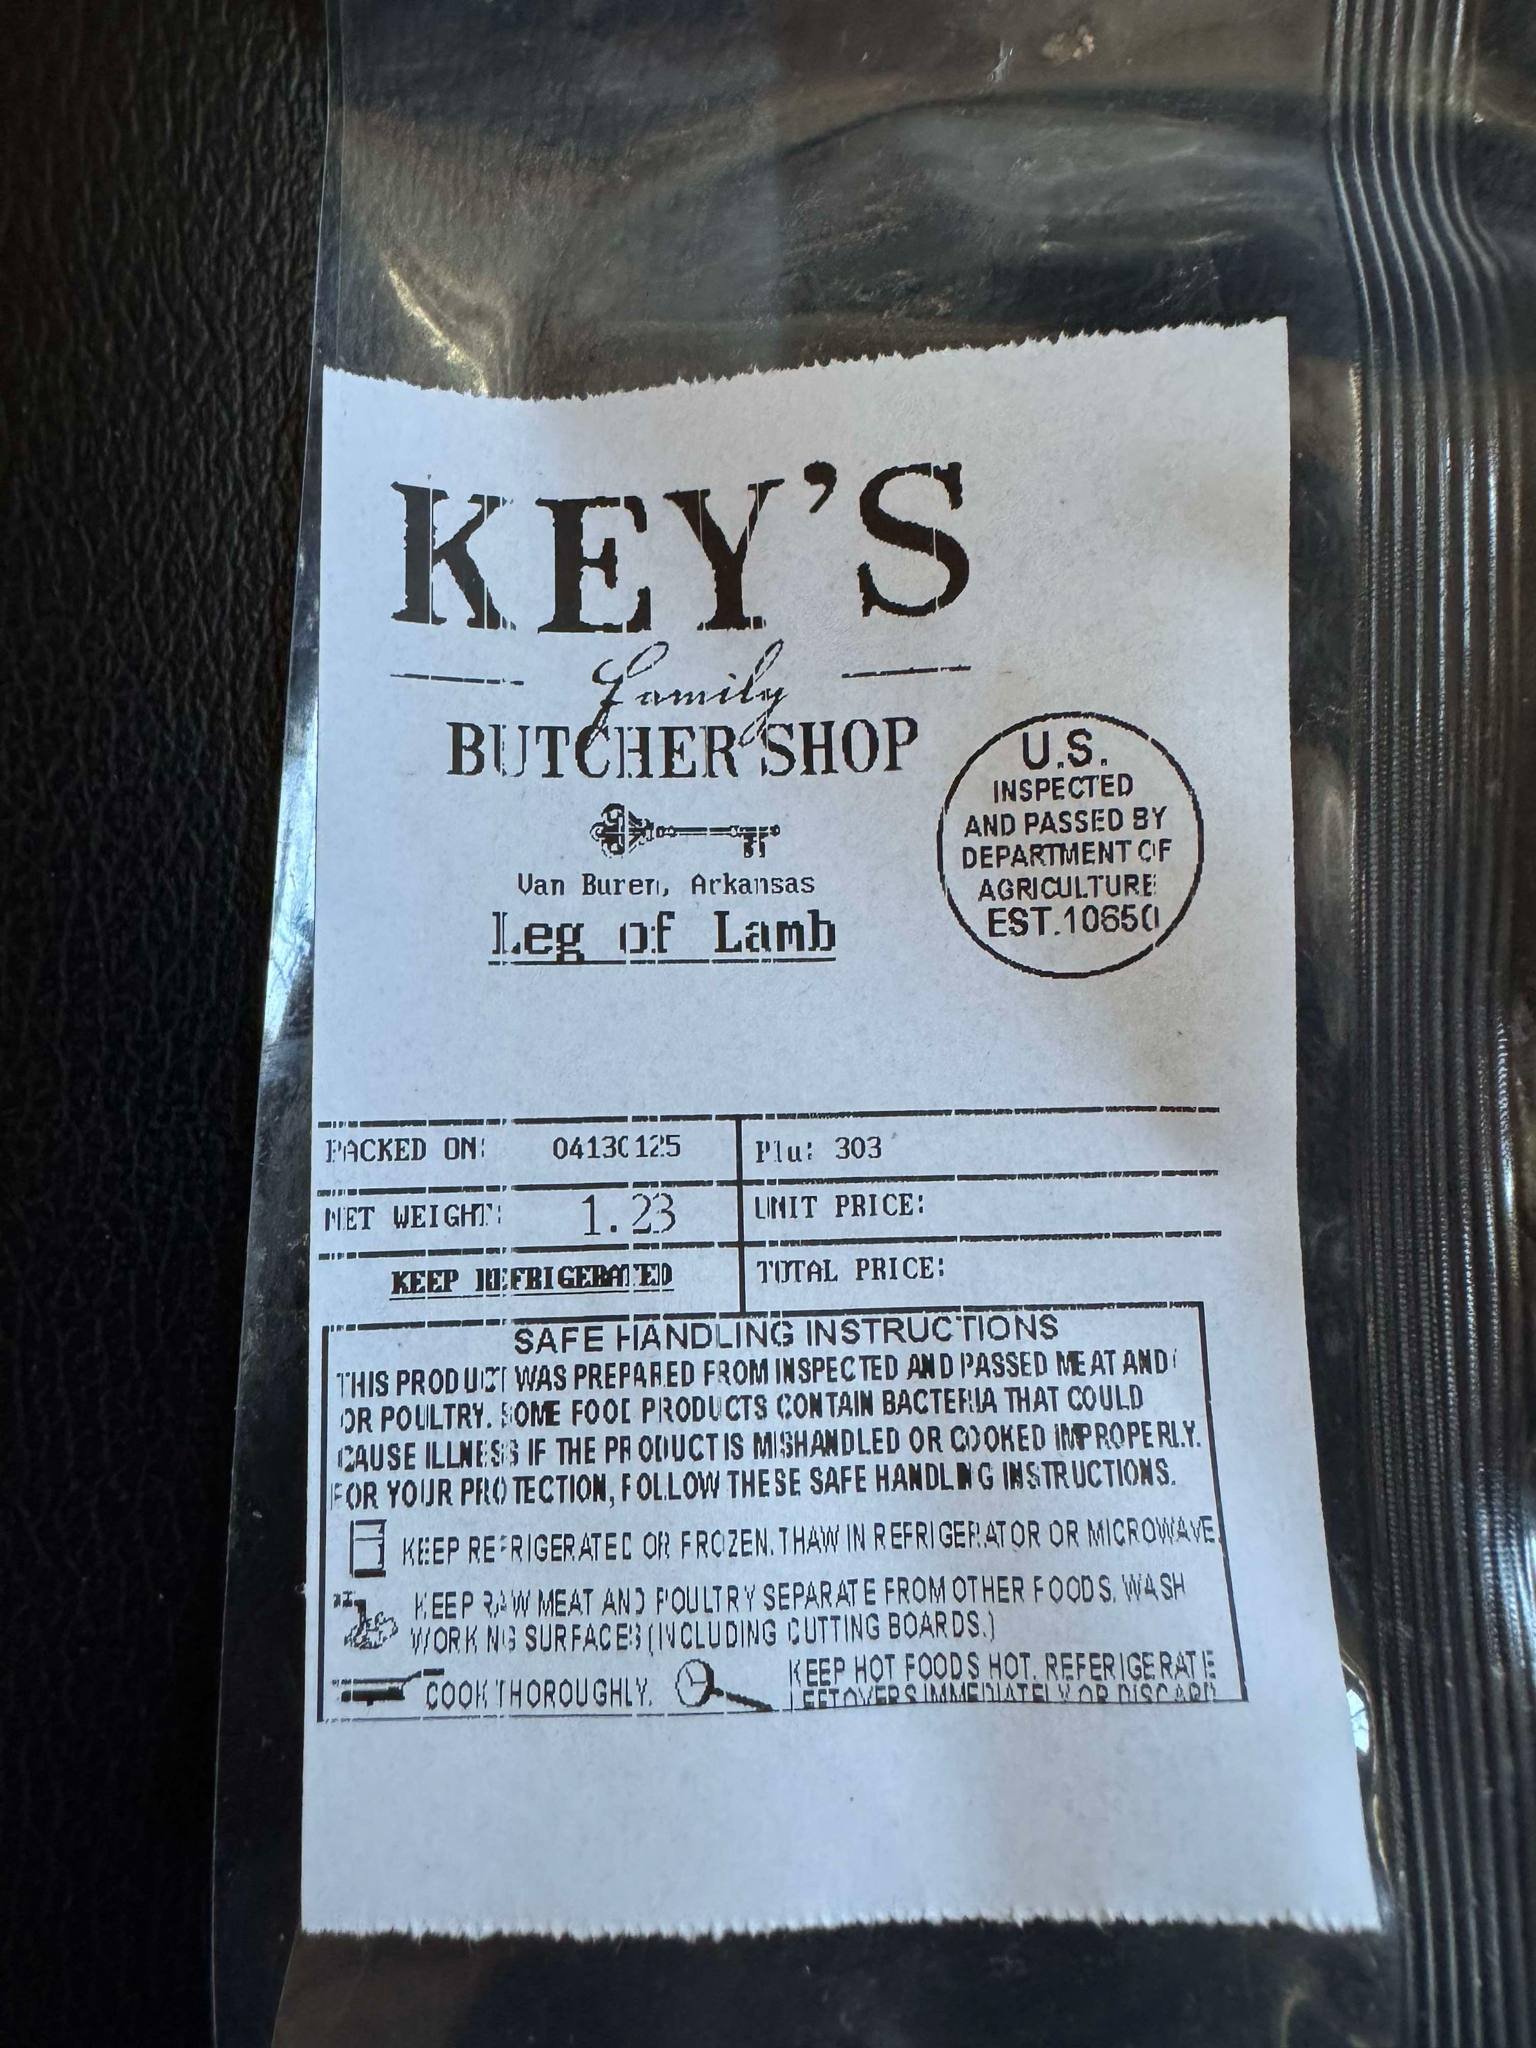 KEY'S
Family
BUTCHER SHOP
Van Buren, Arkansas
Leg of Lamb
U.S.
INSPECTED
AND PASSED BY
DEPARTMENT OF
AGRICULTURE
EST.10650
PACKED ON: 04130125
Plu: 303
NET WEIGHT: 1.23
UNIT PRICE:
KEEP REFRIGERATED
TOTAL PRICE:
SAFE HANDLING INSTRUCTIONS
THIS PRODUCT WAS PREPARED FROM INSPECTED AND PASSED MEAT AND/
OR POULTRY. SOME FOOD PRODUCTS CONTAIN BACTERIA THAT COULD
CAUSE ILLNESS IF THE PRODUCT IS MISHANDLED OR COOKED IMPROPERLY.
FOR YOUR PROTECTION, FOLLOW THESE SAFE HANDLING INSTRUCTIONS.
KEEP REFRIGERATED OR FROZEN. THAW IN REFRIGERATOR OR MICROWAVE.
KEEP RAW MEAT AND POULTRY SEPARATE FROM OTHER FOODS. WASH
WORKING SURFACES (INCLUDING CUTTING BOARDS.)
COOK THOROUGHLY.
KEEP HOT FOODS HOT. REFERIGERATE
LEFTOVERS IMMEDIATELY OR DISCARD